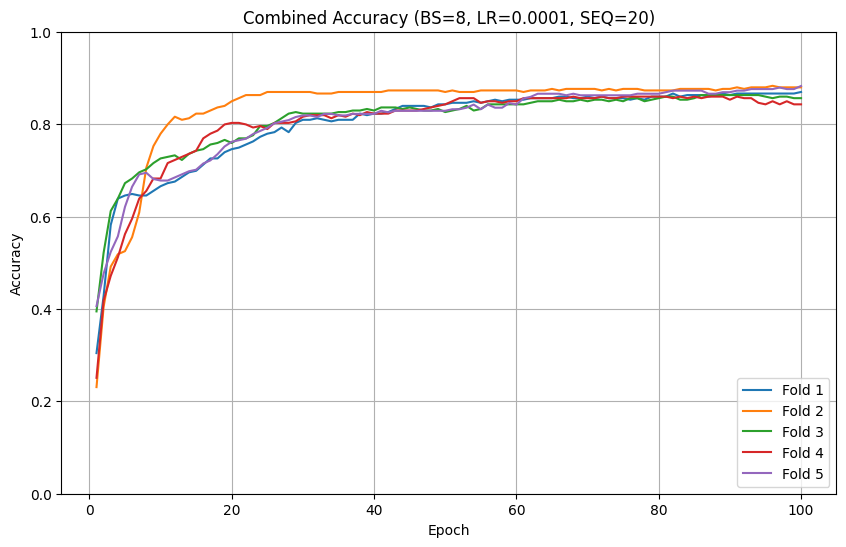 Combined Accuracy (BS=8, LR=0.0001, SEQ=20)
1.0
0.8
0.6
0.4
0.2
0.0
Accuracy
0 20 40 60 80 100
Epoch
Fold 1
Fold 2
Fold 3
Fold 4
Fold 5